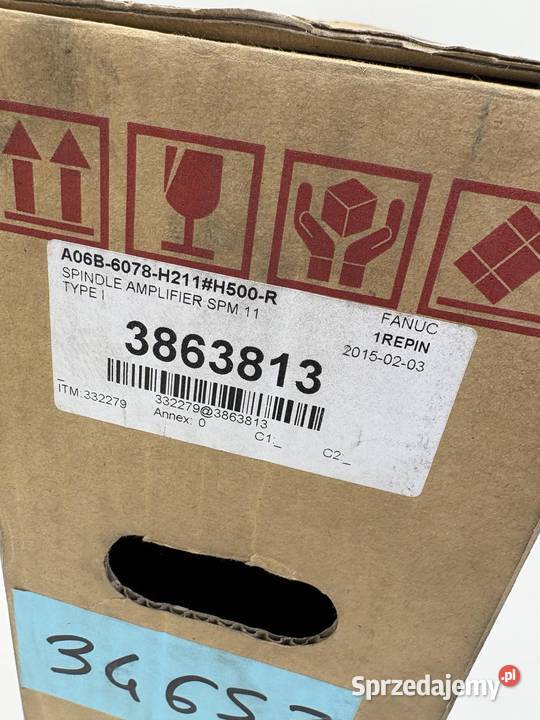 A06B-6078-H211#H500-R
SPINDLE AMPLIFIER SPM 11
TYPE I
FANUC
1REPIN
2015-02-03
3863813
_
ITM:332279
332279@3863813
Annex: 0
C1:_
C2:_
Sprzedajemy.pl